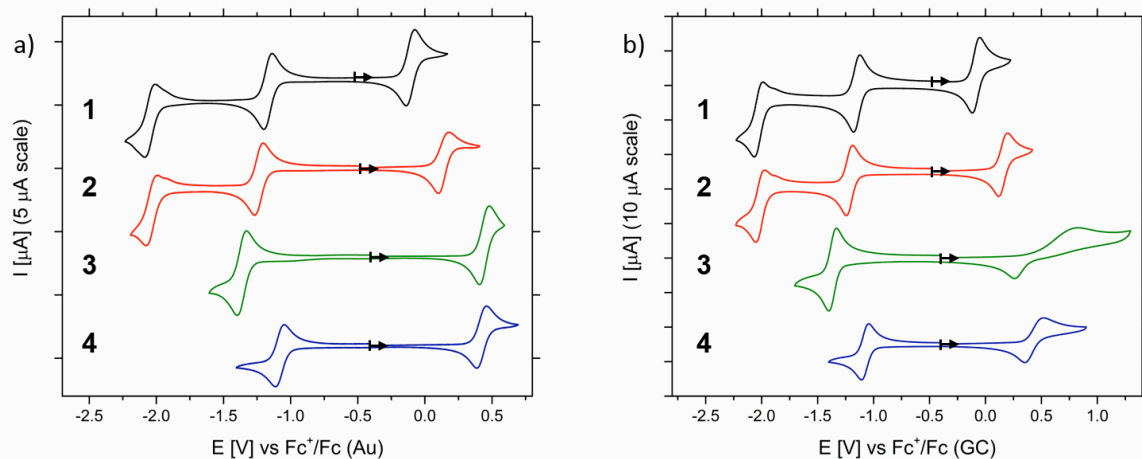 a)
I [μA] (5 μA scale)
1
2
3
4
-2.5 -2.0 -1.5 -1.0 -0.5 0.0 0.5
E [V] vs Fc⁺/Fc (Au)
b)
I [μA] (10 μA scale)
1
2
3
4
-2.5 -2.0 -1.5 -1.0 -0.5 0.0 0.5 1.0
E [V] vs Fc⁺/Fc (GC)